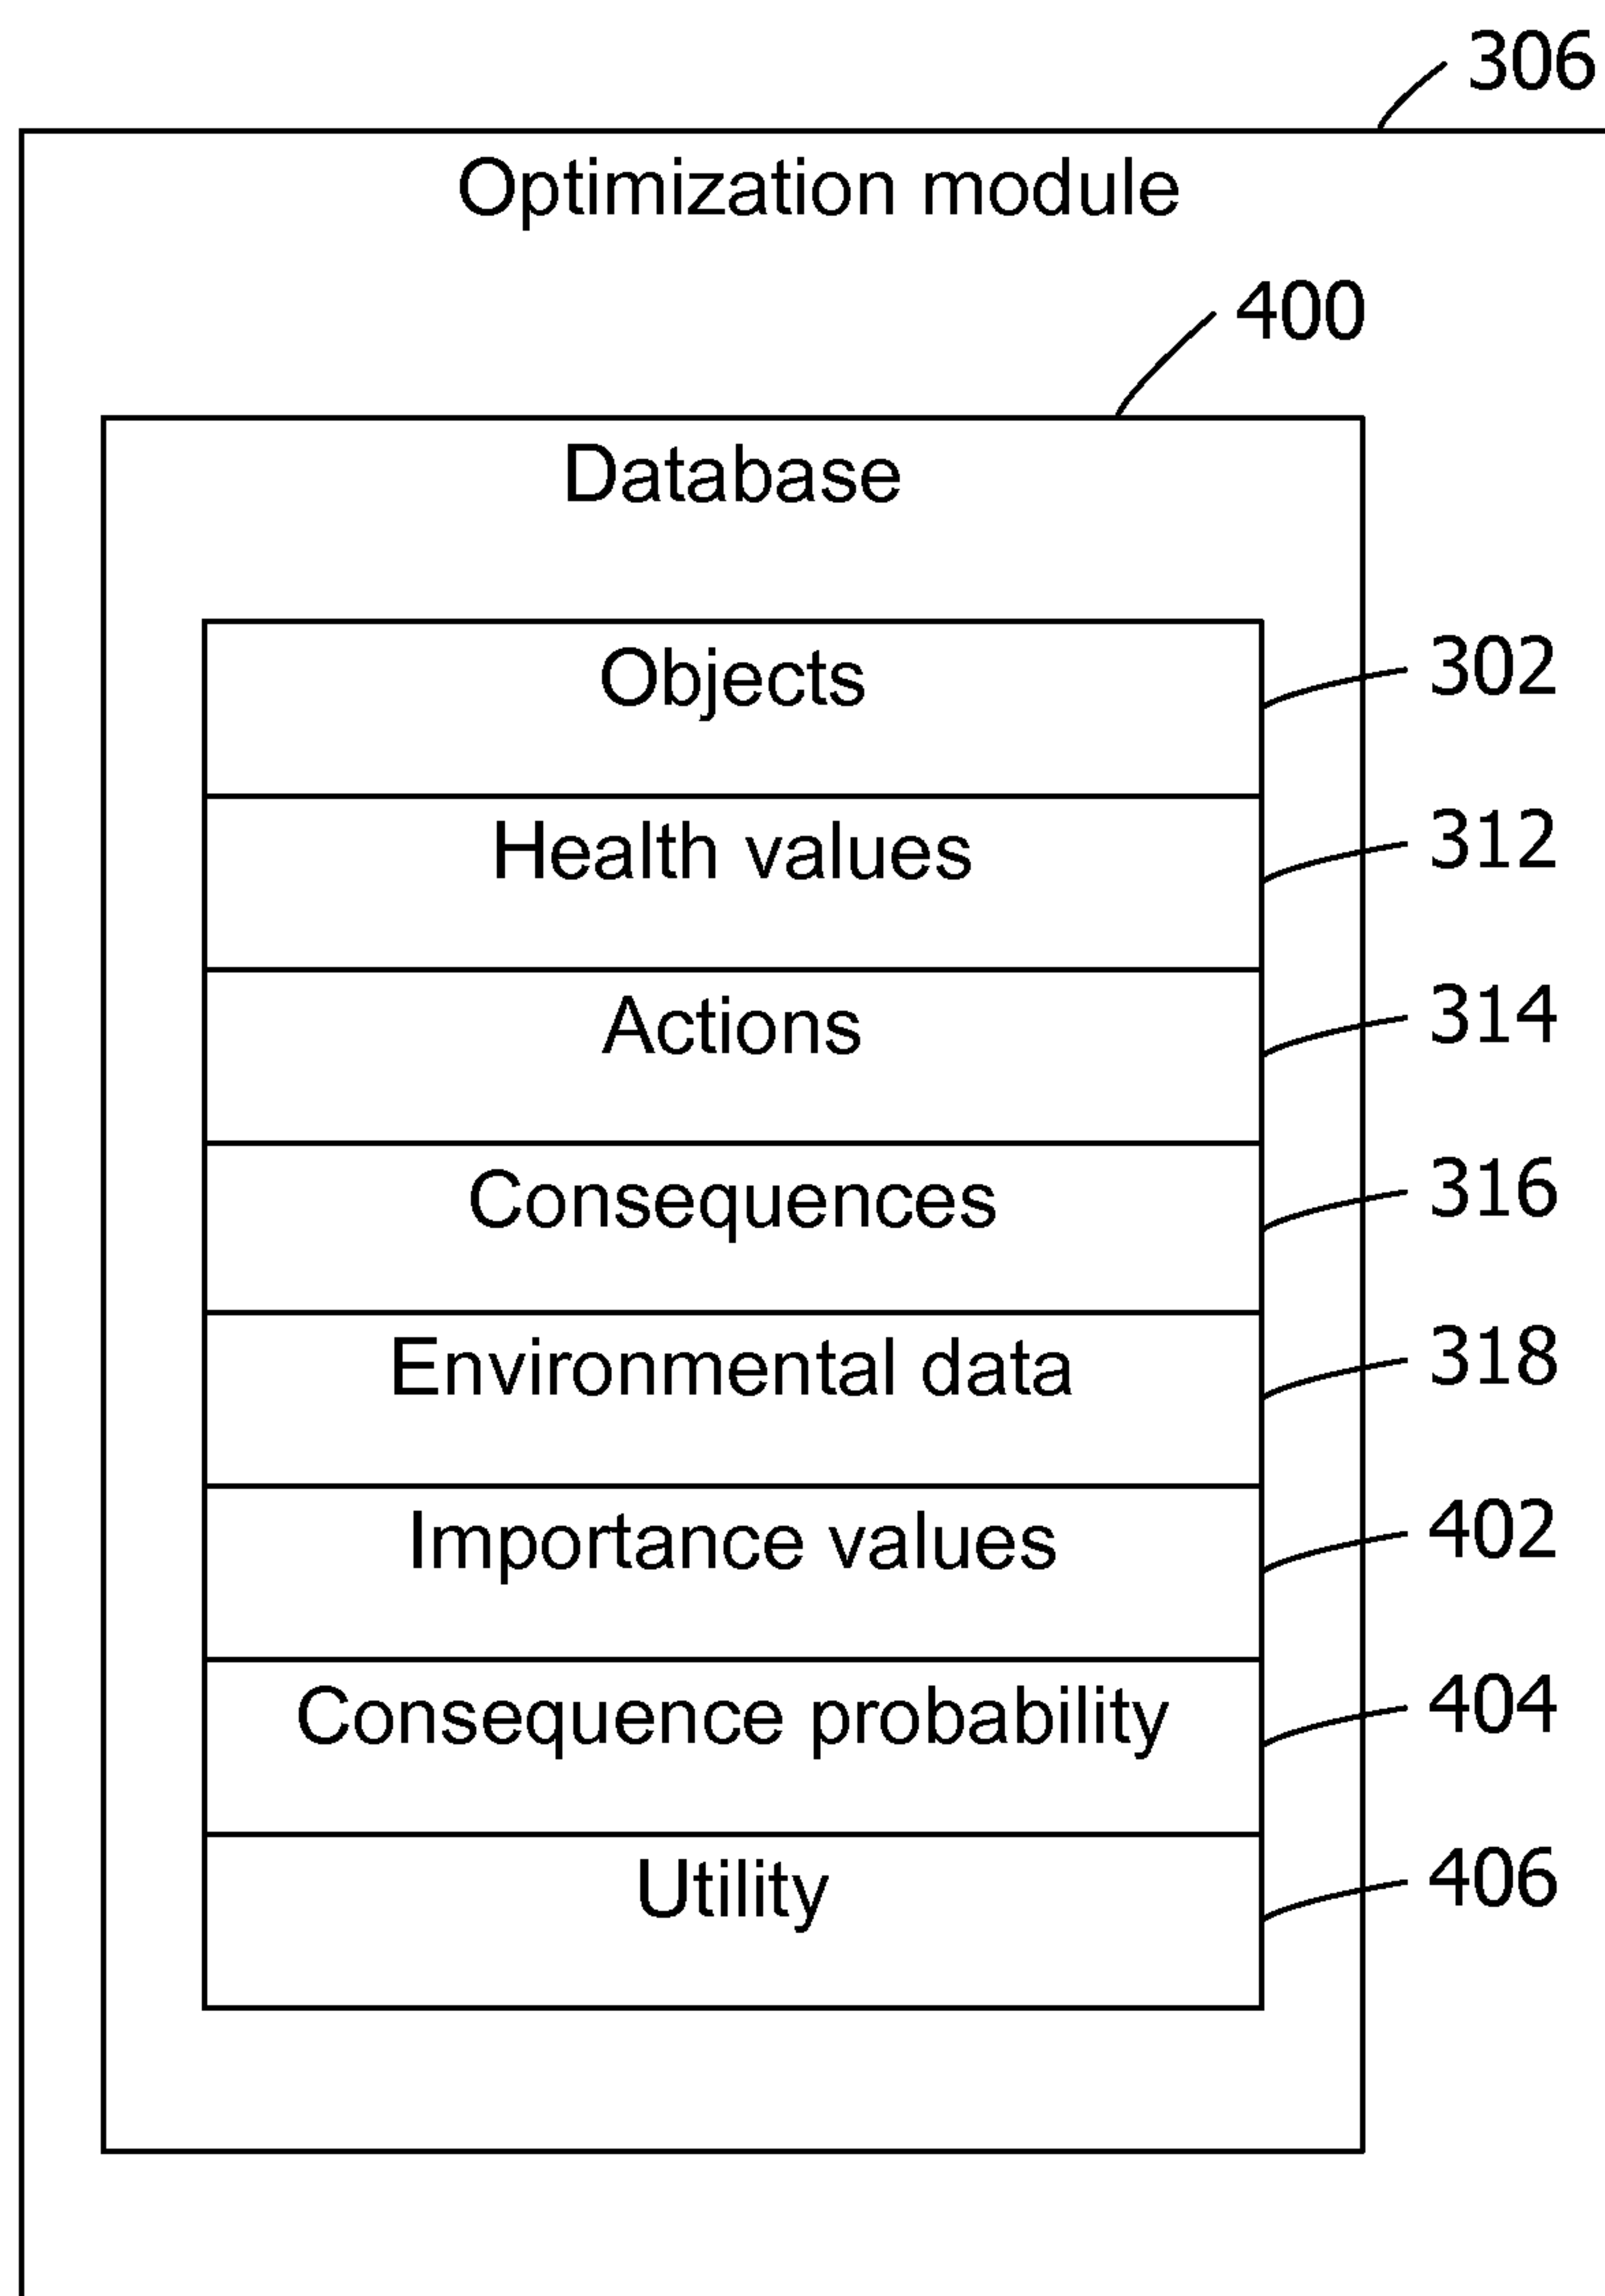 306
Optimization module
400
Database
Objects
302
Health values
312
Actions
314
Consequences
316
Environmental data
318
Importance values
402
Consequence probability
404
Utility
406